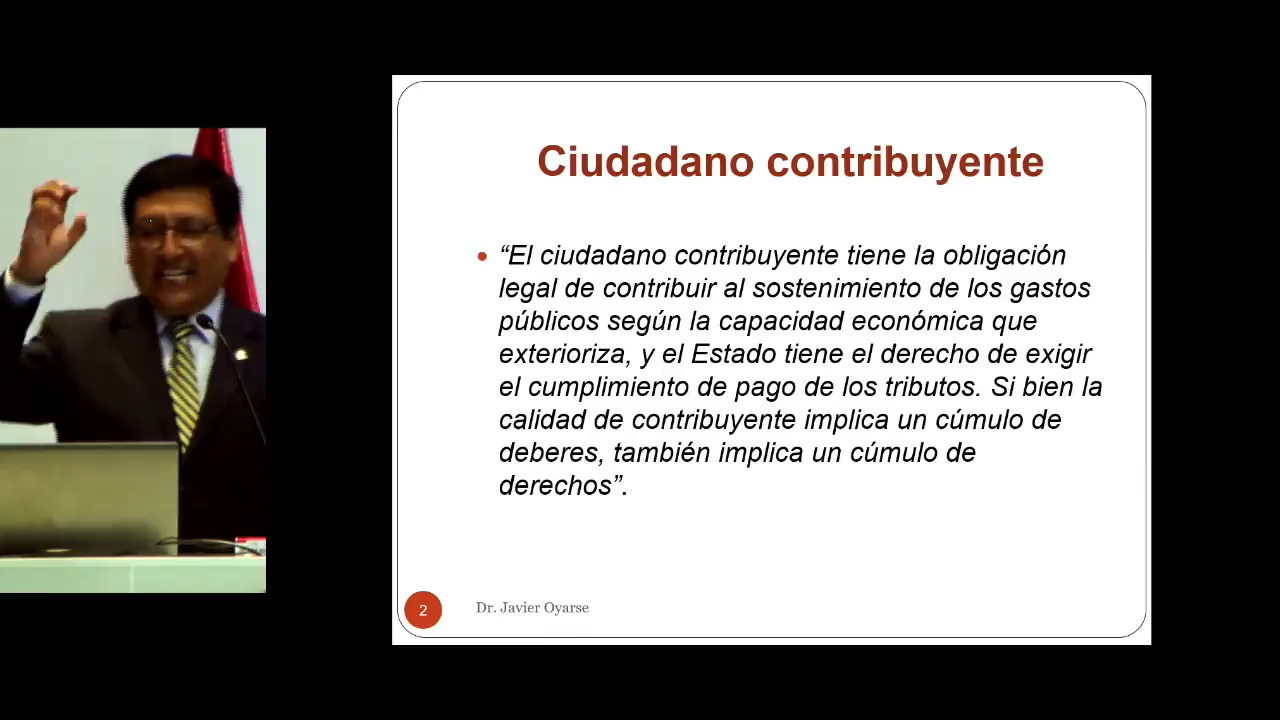 Ciudadano contribuyente
• “El ciudadano contribuyente tiene la obligación
legal de contribuir al sostenimiento de los gastos
públicos según la capacidad económica que
exterioriza, y el Estado tiene el derecho de exigir
el cumplimiento de pago de los tributos. Si bien la
calidad de contribuyente implica un cúmulo de
deberes, también implica un cúmulo de
derechos”.
2
Dr. Javier Oyarse